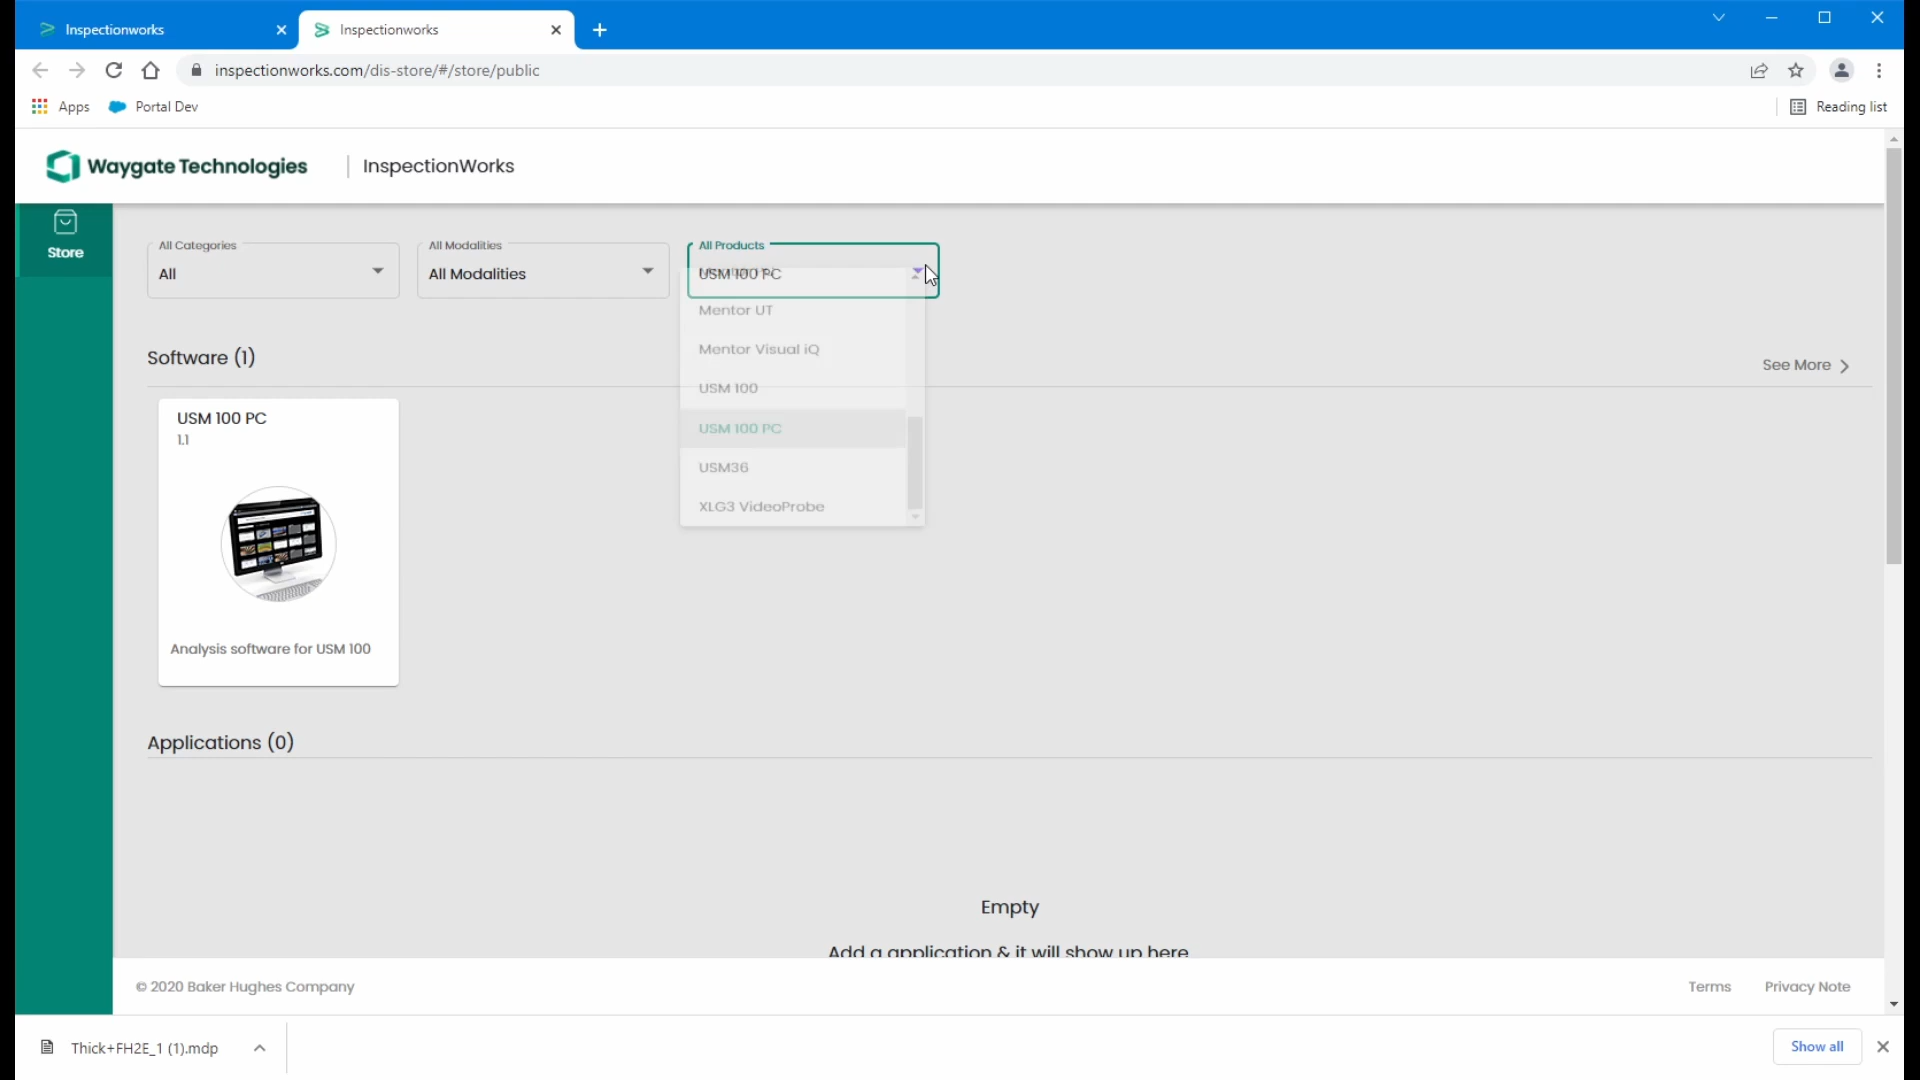 Inspectionworks
Inspectionworks
inspectionworks.com/dis-store/#/store/public
Apps
Portal Dev
Reading list
Waygate Technologies
InspectionWorks
Store
All Categories
All
All Modalities
All Modalities
All Products
USM 100 PC
Mentor UT
Mentor Visual iQ
USM 100
USM 100 PC
USM36
XLG3 VideoProbe
Software (1)
See More
USM 100 PC
1.1
Analysis software for USM 100
Applications (0)
Empty
Add a application & it will show up here
© 2020 Baker Hughes Company
Terms
Privacy Note
Thick+FH2E_1 (1).mdp
Show all